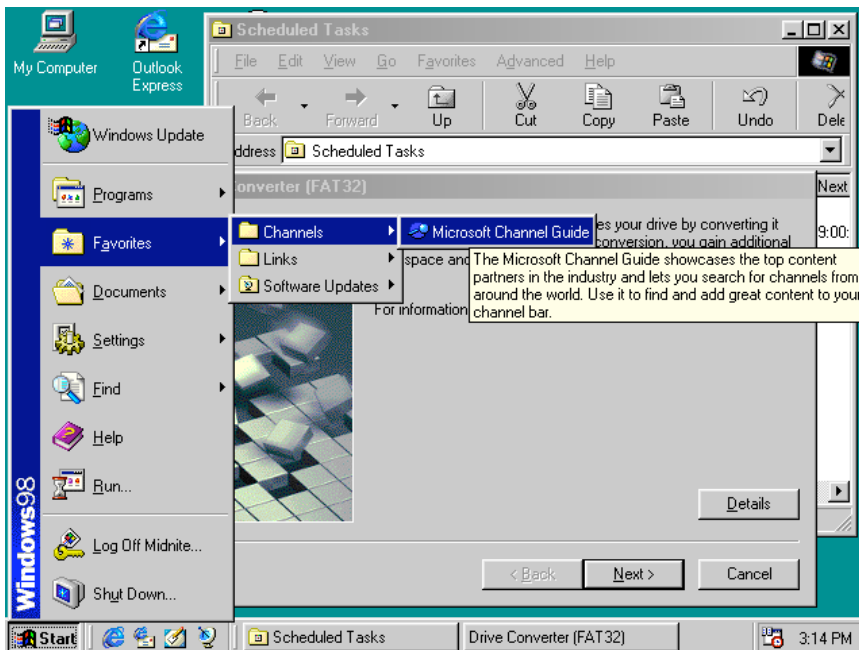 My Computer
Outlook
Express
Scheduled Tasks
File Edit View Go Favorites Advanced Help
Back Forward Up Cut Copy Paste Undo Dele
ddress Scheduled Tasks
Next
9:00:
onverter (FAT32)
es your drive by converting it
conversion, you gain additional
space and
For information
Details
< Back Next > Cancel
Windows98
Windows Update
Programs
Favorites
Documents
Settings
Find
Help
Run...
Log Off Midnite...
Shut Down...
Channels
Links
Software Updates
Microsoft Channel Guide
The Microsoft Channel Guide showcases the top content
partners in the industry and lets you search for channels from
around the world. Use it to find and add great content to your
channel bar.
Start Scheduled Tasks Drive Converter (FAT32) 3:14 PM